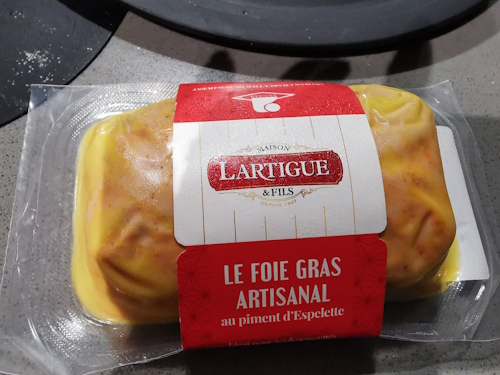 MAISON
LARTIGUE
& FILS
LE FOIE GRAS
ARTISANAL
au piment d'Espelette